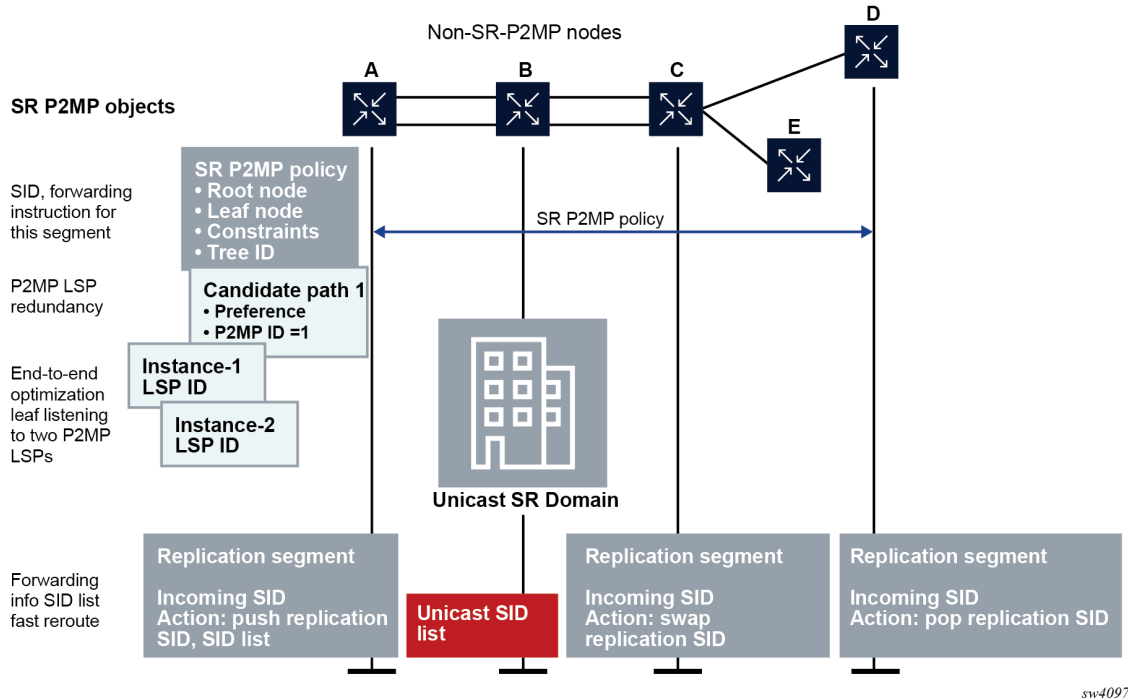 Non-SR-P2MP nodes
D
A
B
C
SR P2MP objects
E
SID, forwarding
instruction for
this segment
SR P2MP policy
• Root node
• Leaf node
• Constraints
• Tree ID
SR P2MP policy
P2MP LSP
redundancy
Candidate path 1
• Preference
• P2MP ID =1
End-to-end
optimization
leaf listening
to two P2MP
LSPs
Instance-1
LSP ID
Instance-2
LSP ID
Unicast SR Domain
Forwarding
info SID list
fast reroute
Replication segment
Incoming SID
Action: push replication
SID, SID list
Unicast SID
list
Replication segment
Incoming SID
Action: swap
replication SID
Replication segment
Incoming SID
Action: pop replication SID
sw4097